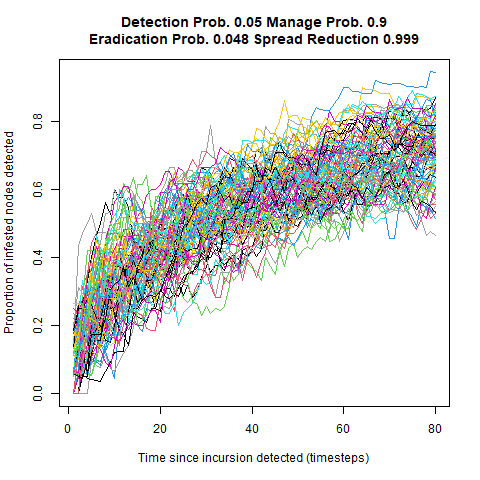 Detection Prob. 0.05 Manage Prob. 0.9
Eradication Prob. 0.048 Spread Reduction 0.999
Proportion of infested nodes detected
0.8
0.6
0.4
0.2
0.0
0 20 40 60 80
Time since incursion detected (timesteps)